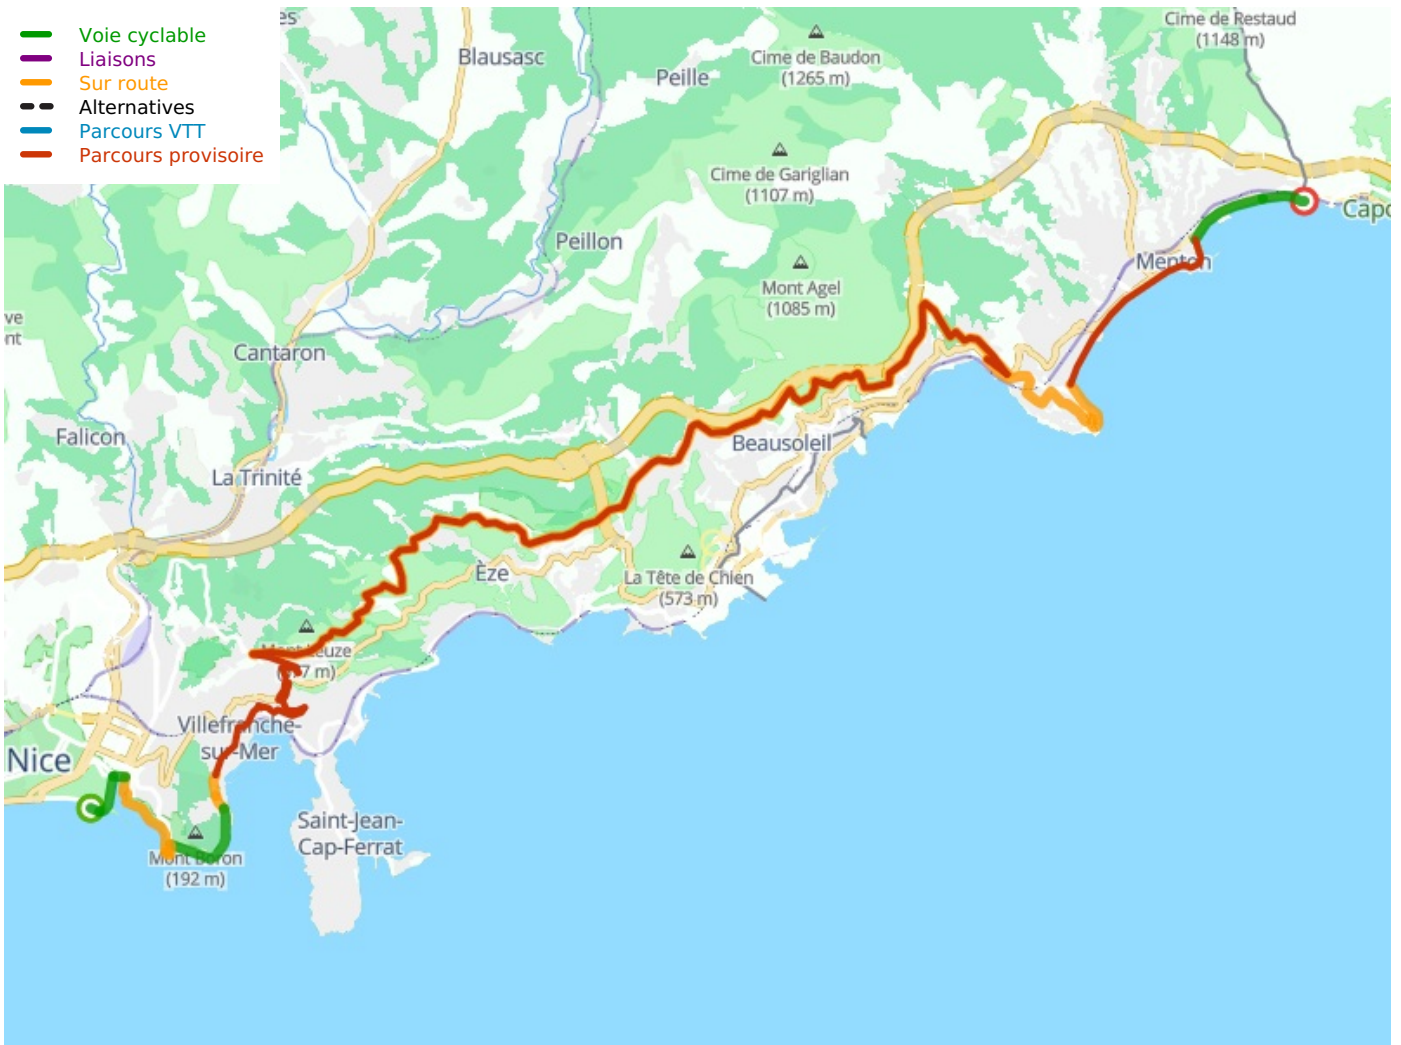 Voie cyclable
Liaisons
Sur route
Alternatives
Parcours VTT
Parcours provisoire
Cime de Restaud
(1148 m)
Blausasc
Peille
Cime de Baudon
(1265 m)
Cime de Gariglian
(1107 m)
Peillon
Mont Agel
(1085 m)
Menton
Cantaron
Falicon
La Trinité
Beausoleil
Èze
La Tête de Chien
(573 m)
Villefranche-
sur-Mer
Nice
Saint-Jean-
Cap-Ferrat
Mont Boron
(192 m)